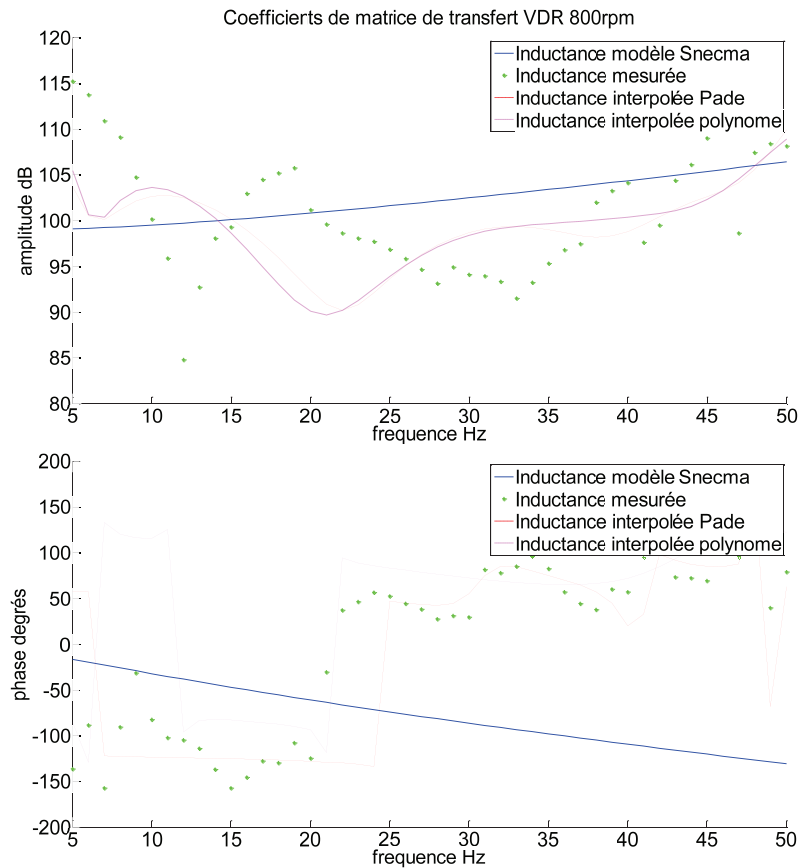 Coefficierts de matrice de transfert VDR 800rpm
120
115
110
105
100
95
90
85
80
amplitude dB
Inductance modèle Snecma
Inductance mesurée
Inductance interpolée Pade
Inductance interpolée polynome
5 10 15 20 25 30 35 40 45 50
frequence Hz
200
150
100
50
0
-50
-100
-150
-200
phase degrés
Inductance modèle Snecma
Inductance mesurée
Inductance interpolée Pade
Inductance interpolée polynome
5 10 15 20 25 30 35 40 45 50
frequence Hz